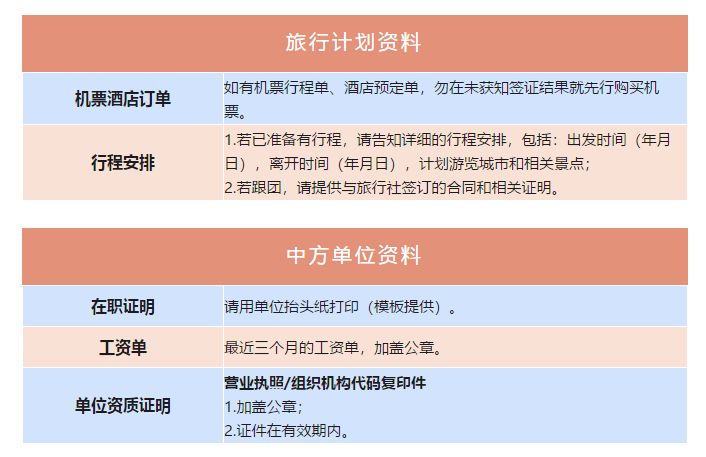 旅行计划资料
机票酒店订单
如有机票行程单、酒店预定单，勿在未获知签证结果就先行购买机
票。
行程安排
1.若已准备有行程，请告知详细的行程安排，包括：出发时间（年月
日），离开时间（年月日），计划游览城市和相关景点；
2.若跟团，请提供与旅行社签订的合同和相关证明。
中方单位资料
在职证明
请用单位抬头纸打印（模板提供）。
工资单
最近三个月的工资单，加盖公章。
单位资质证明
营业执照/组织机构代码复印件
1.加盖公章；
2.证件在有效期内。